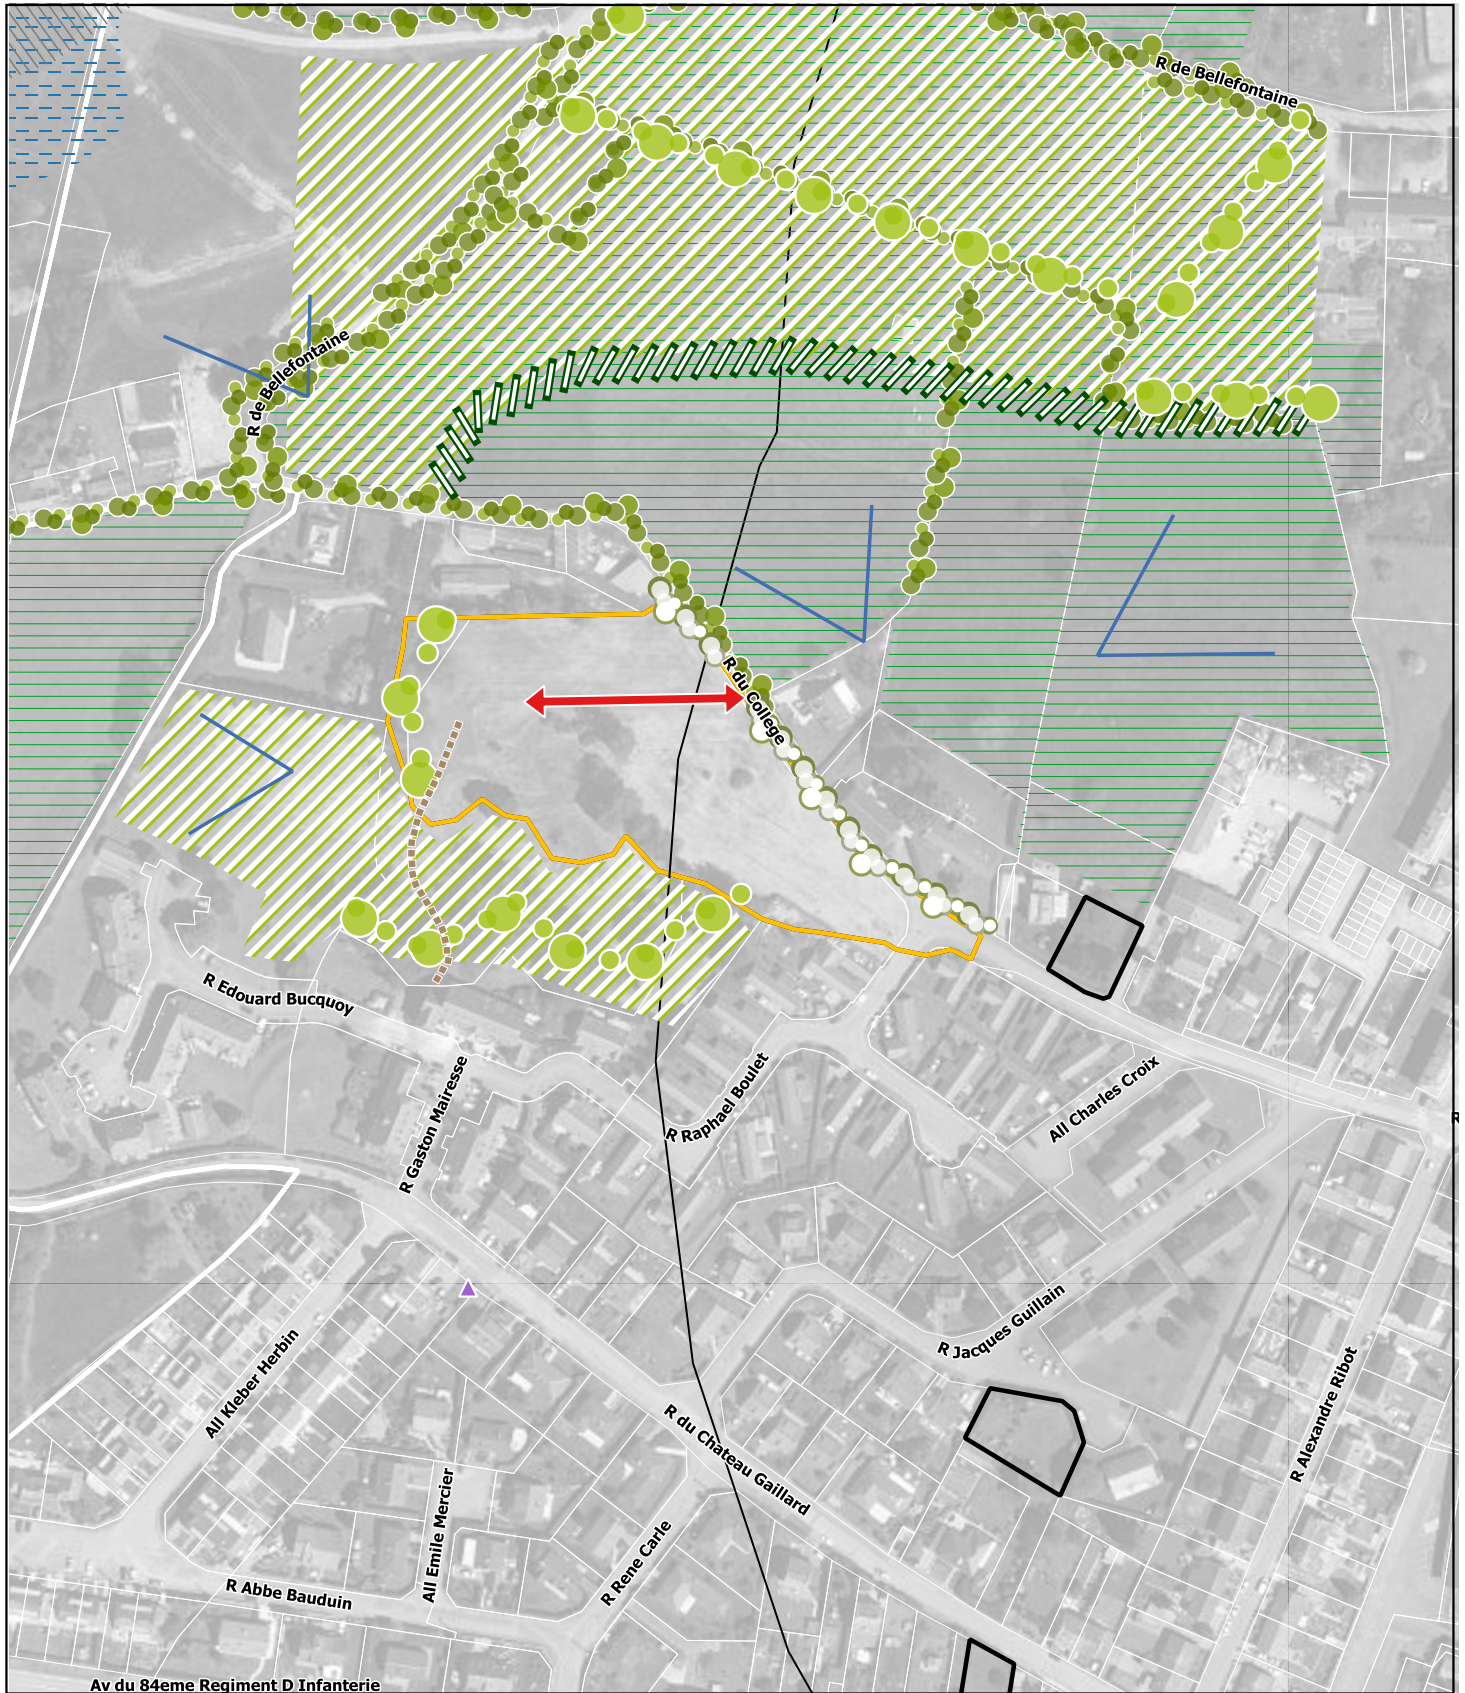 R de Bellefontaine
R de Bellefontaine
R du College
R Edouard Bucquoy
R Gaston Mairesse
R Raphael Boulet
All Charles Croix
R
R Jacques Guillain
All Kleber Herbin
R Alexandre Ribot
R du Chateau Gaillard
All Emile Mercier
R Rene Carle
R Abbe Bauduin
Av du 84eme Regiment D Infanterie